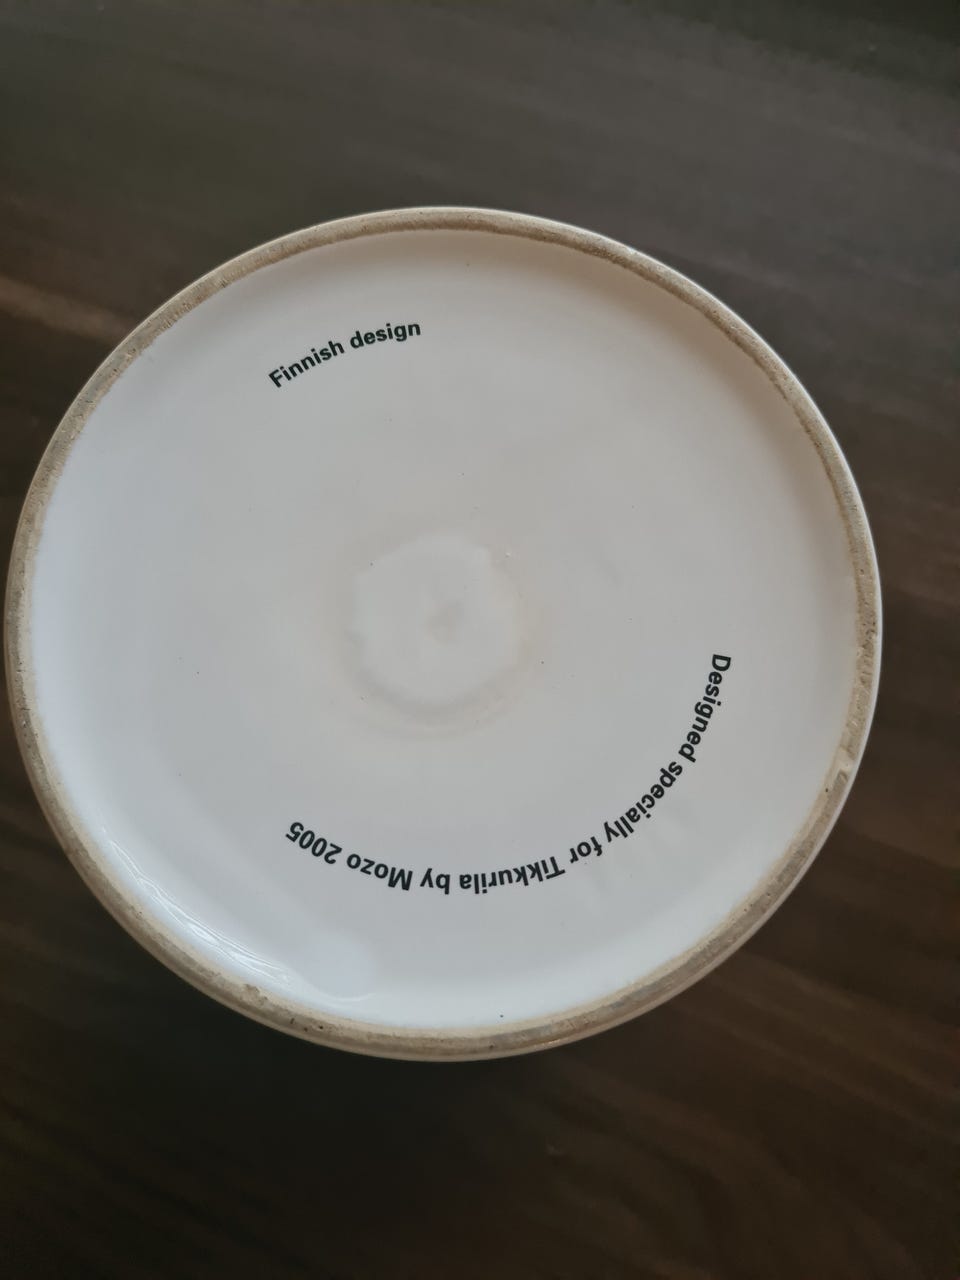 Finnish design
Designed specially for Tikkurila by Mozo 2005